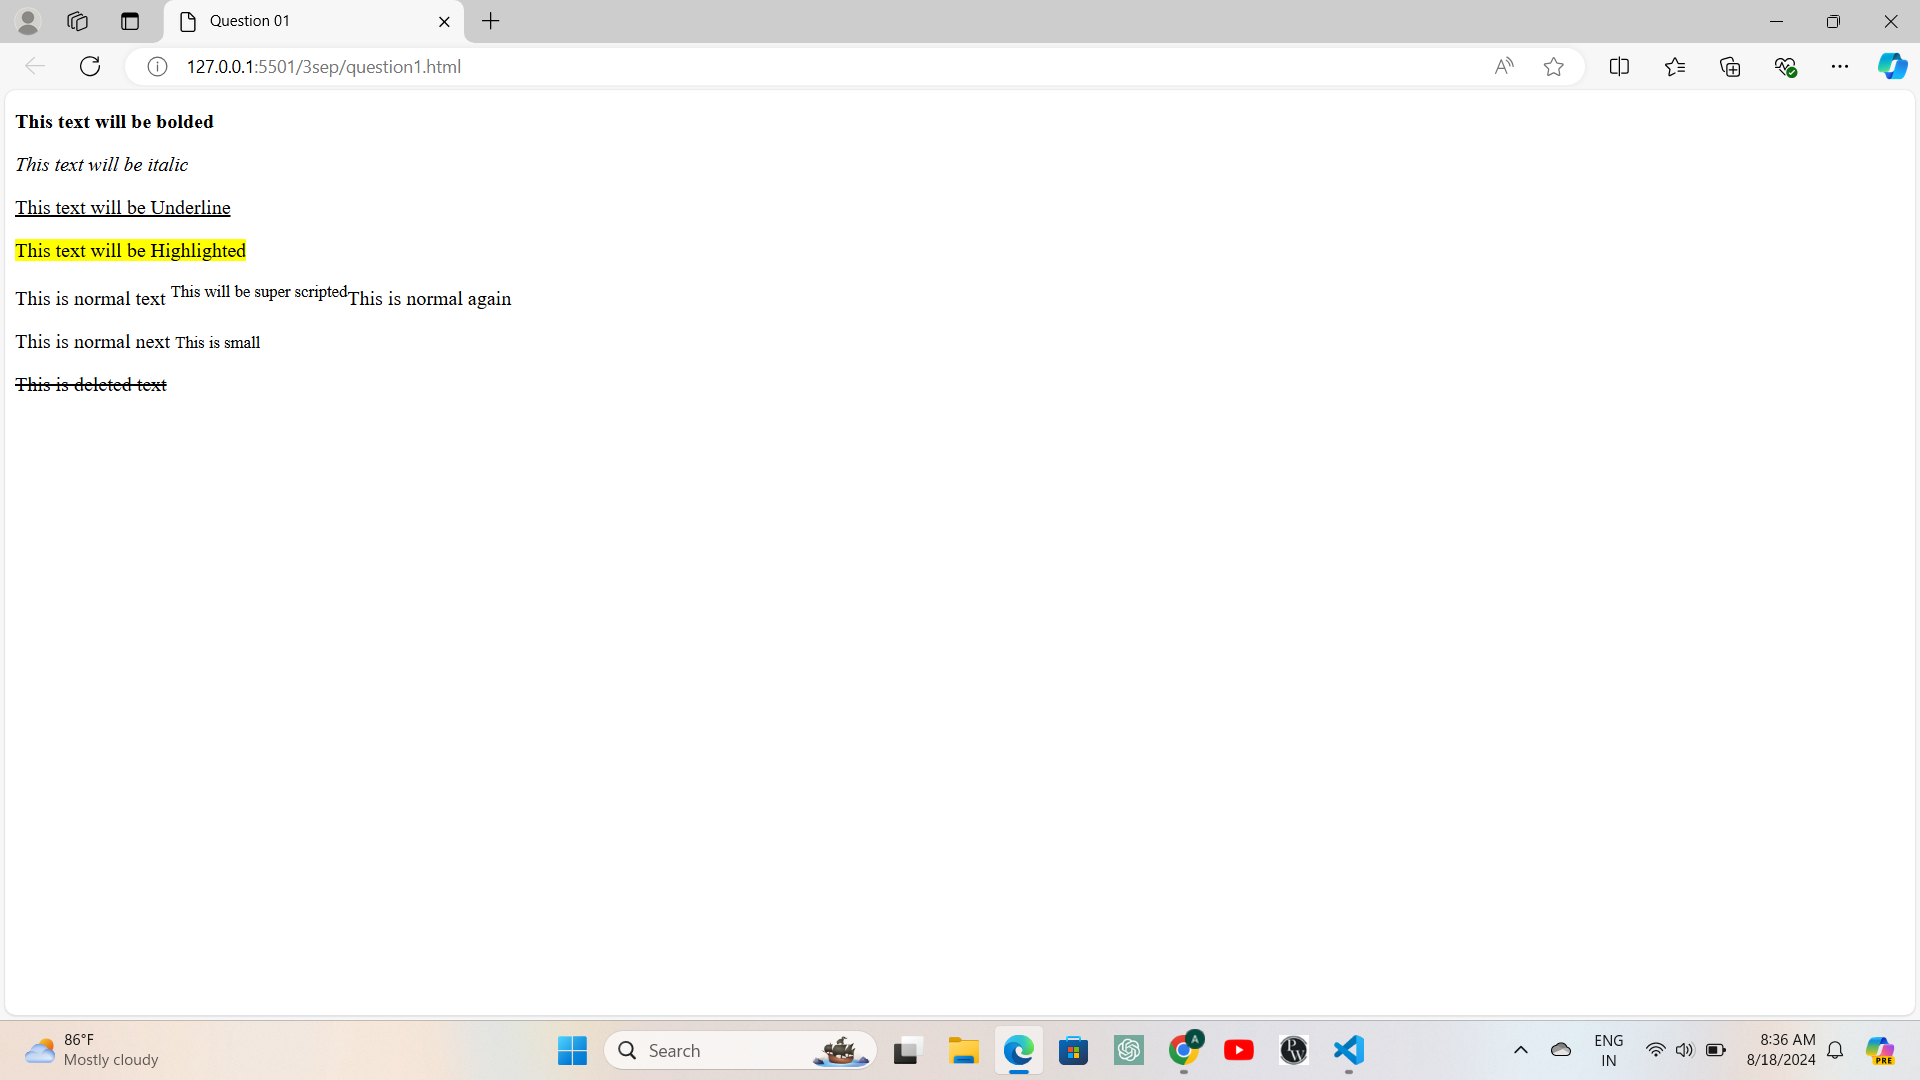 Question 01
127.0.0.1:5501/3sep/question1.html
This text will be bolded
This text will be italic
This text will be Underline
This text will be Highlighted
This is normal text This will be super scriptedThis is normal again
This is normal next This is small
This is deleted text
86°F
Mostly cloudy
Search
A
PW
ENG
IN
8:36 AM
8/18/2024
PRE